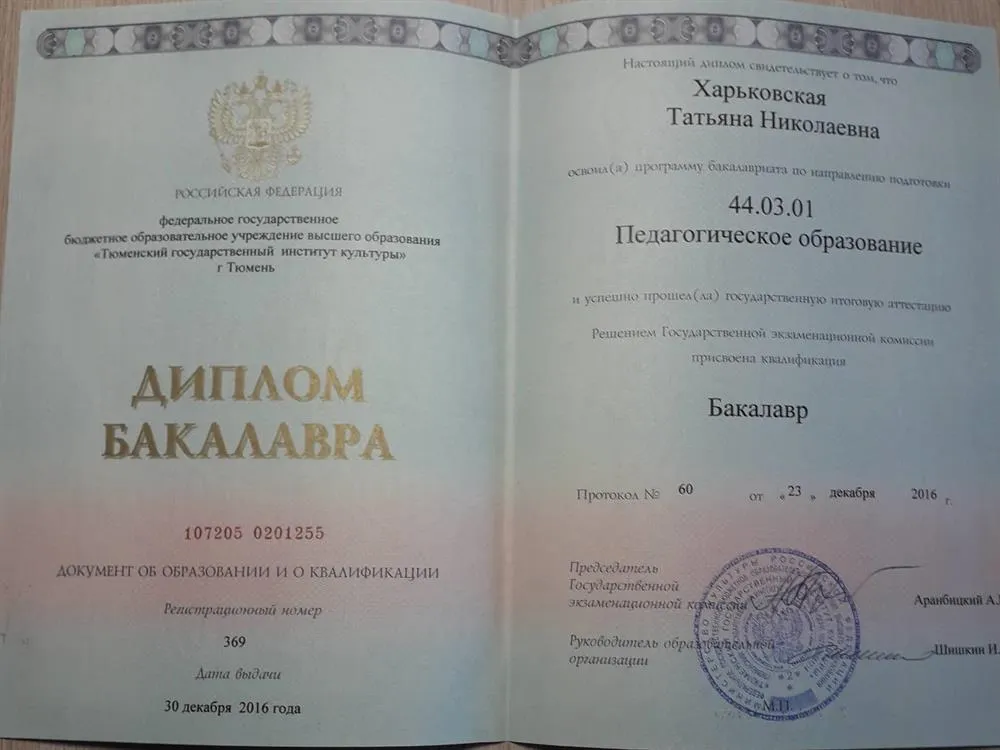 РОССИЙСКАЯ ФЕДЕРАЦИЯ
федеральное государственное
бюджетное образовательное учреждение высшего образования
«Тюменский государственный институт культуры»
г Тюмень
ДИПЛОМ
БАКАЛАВРА
107205 0201255
ДОКУМЕНТ ОБ ОБРАЗОВАНИИ И О КВАЛИФИКАЦИИ
Регистрационный номер
369
Дата выдачи
30 декабря 2016 года
Настоящий диплом свидетельствует о том, что
Харьковская
Татьяна Николаевна
освоил(а) программу бакалавриата по направлению подготовки
44.03.01
Педагогическое образование
и успешно прошел(ла) государственную итоговую аттестацию
Решением Государственной экзаменационной комиссии
присвоена квалификация
Бакалавр
Протокол № 60 от « 23 » декабря 2016 г.
Председатель
Государственной
экзаменационной комиссии
Аранбицкий А.
Руководитель образовательной
организации
Шишкин И.
М.П.